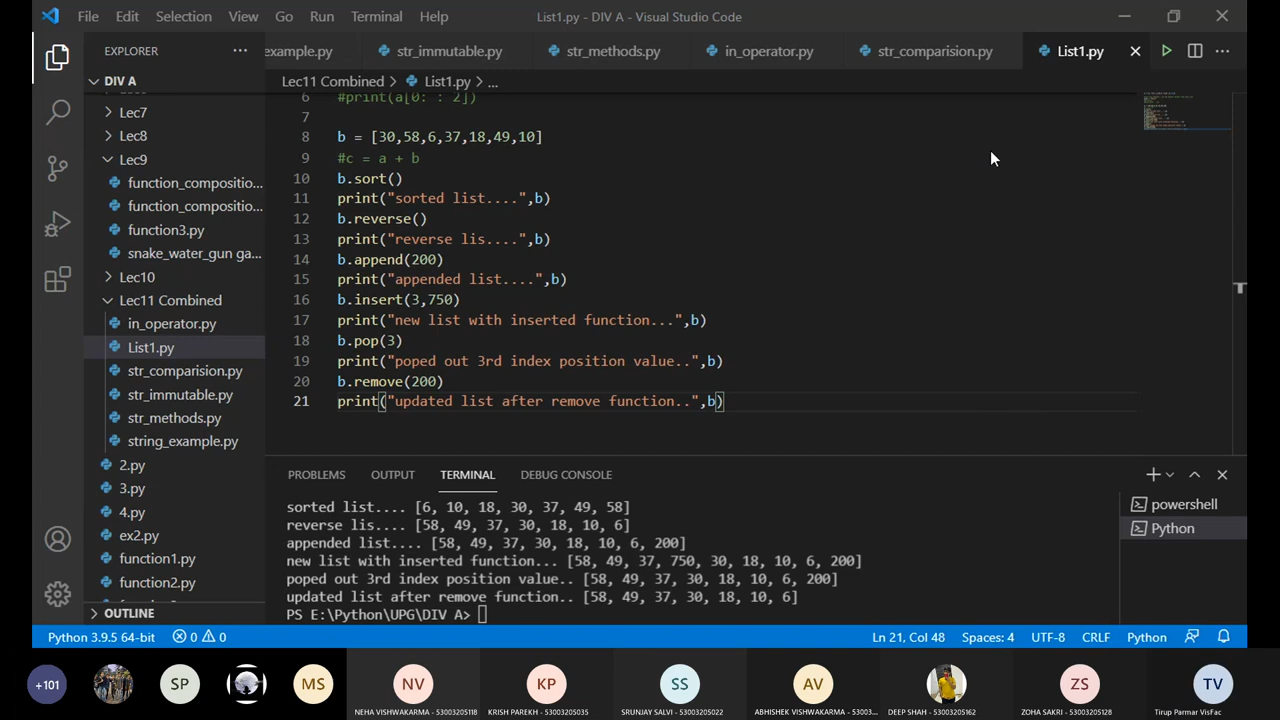 File Edit Selection View Go Run Terminal Help List1.py - DIV A - Visual Studio Code
EXPLORER ...
example.py str_immutable.py str_methods.py in_operator.py str_comparision.py List1.py
DIV A
Lec11 Combined > List1.py > ...
Lec7
Lec8
Lec9
function_compositio...
function_compositio...
function3.py
snake_water_gun ga...
Lec10
Lec11 Combined
in_operator.py
List1.py
str_comparision.py
str_immutable.py
str_methods.py
string_example.py
2.py
3.py
4.py
ex2.py
function1.py
function2.py
OUTLINE
6 #print(a[0: : 2])
7
8 b = [30,58,6,37,18,49,10]
9 #c = a + b
10 b.sort()
11 print("sorted list....",b)
12 b.reverse()
13 print("reverse lis....",b)
14 b.append(200)
15 print("appended list....",b)
16 b.insert(3,750)
17 print("new list with inserted function...",b)
18 b.pop(3)
19 print("poped out 3rd index position value..",b)
20 b.remove(200)
21 print("updated list after remove function..",b)
PROBLEMS OUTPUT TERMINAL DEBUG CONSOLE
sorted list.... [6, 10, 18, 30, 37, 49, 58]
reverse lis.... [58, 49, 37, 30, 18, 10, 6]
appended list.... [58, 49, 37, 30, 18, 10, 6, 200]
new list with inserted function... [58, 49, 37, 750, 30, 18, 10, 6, 200]
poped out 3rd index position value.. [58, 49, 37, 30, 18, 10, 6, 200]
updated list after remove function.. [58, 49, 37, 30, 18, 10, 6]
PS E:\Python\UPG\DIV A>
powershell
Python
Python 3.9.5 64-bit 0 0 Ln 21, Col 48 Spaces: 4 UTF-8 CRLF Python
+101 SP MS NV KP SS AV ZS TV
NEHA VISHWAKARMA - 53003205118 KRISH PAREKH - 53003205035 SRUNJAY SALVI - 53003205022 ABHISHEK VISHWAKARMA - 53003... DEEP SHAH - 53003205162 ZOHA SAKRI - 53003205128 Tirup Parmar VisFac